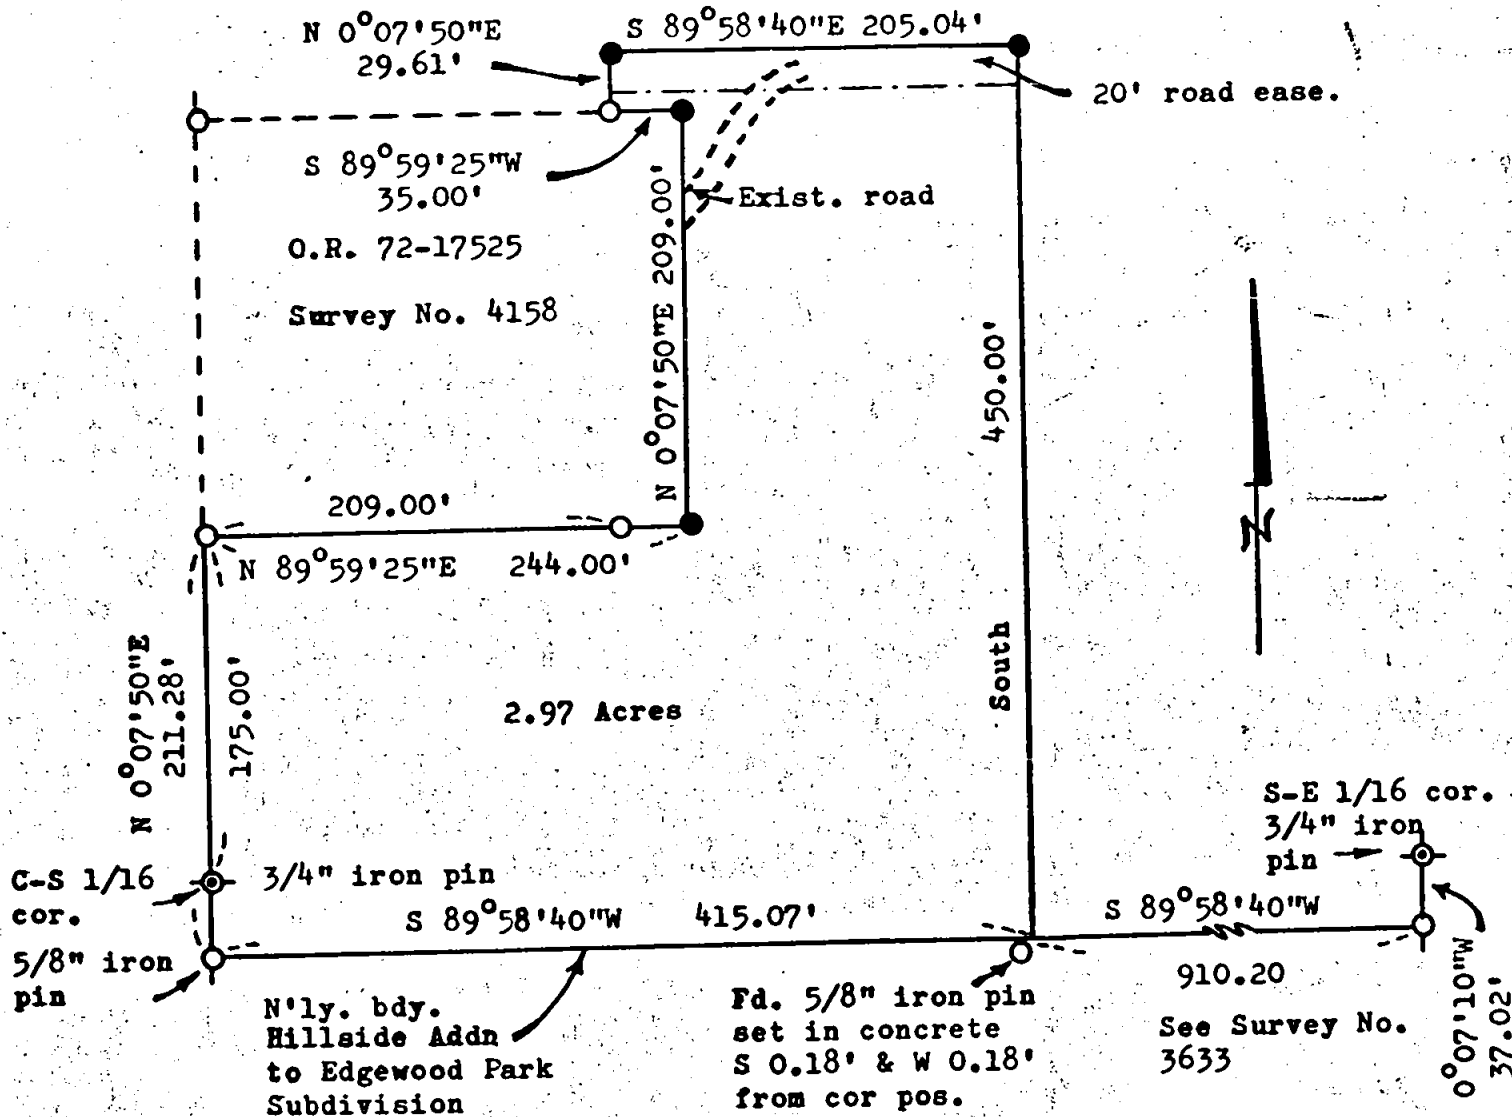 N 0°07'50"E
29.61'
S 89°58'40"E 205.04'
20' road ease.
S 89°59'25"W
35.00'
O.R. 72-17525
Survey No. 4158
N 0°07'50"E 209.00'
Exist. road
South 450.00'
N
209.00'
N 89°59'25"E 244.00'
N 0°07'50"E
211.28'
175.00'
2.97 Acres
S-E 1/16 cor.
3/4" iron
pin
C-S 1/16
cor.
3/4" iron pin
S 89°58'40"W 415.07'
S 89°58'40"W
5/8" iron
pin
910.20
N'ly. bdy.
Hillside Addn
to Edgewood Park
Subdivision
Fd. 5/8" iron pin
set in concrete
S 0.18' & W 0.18'
from cor pos.
See Survey No.
3633
0°07'10"W
37.02'